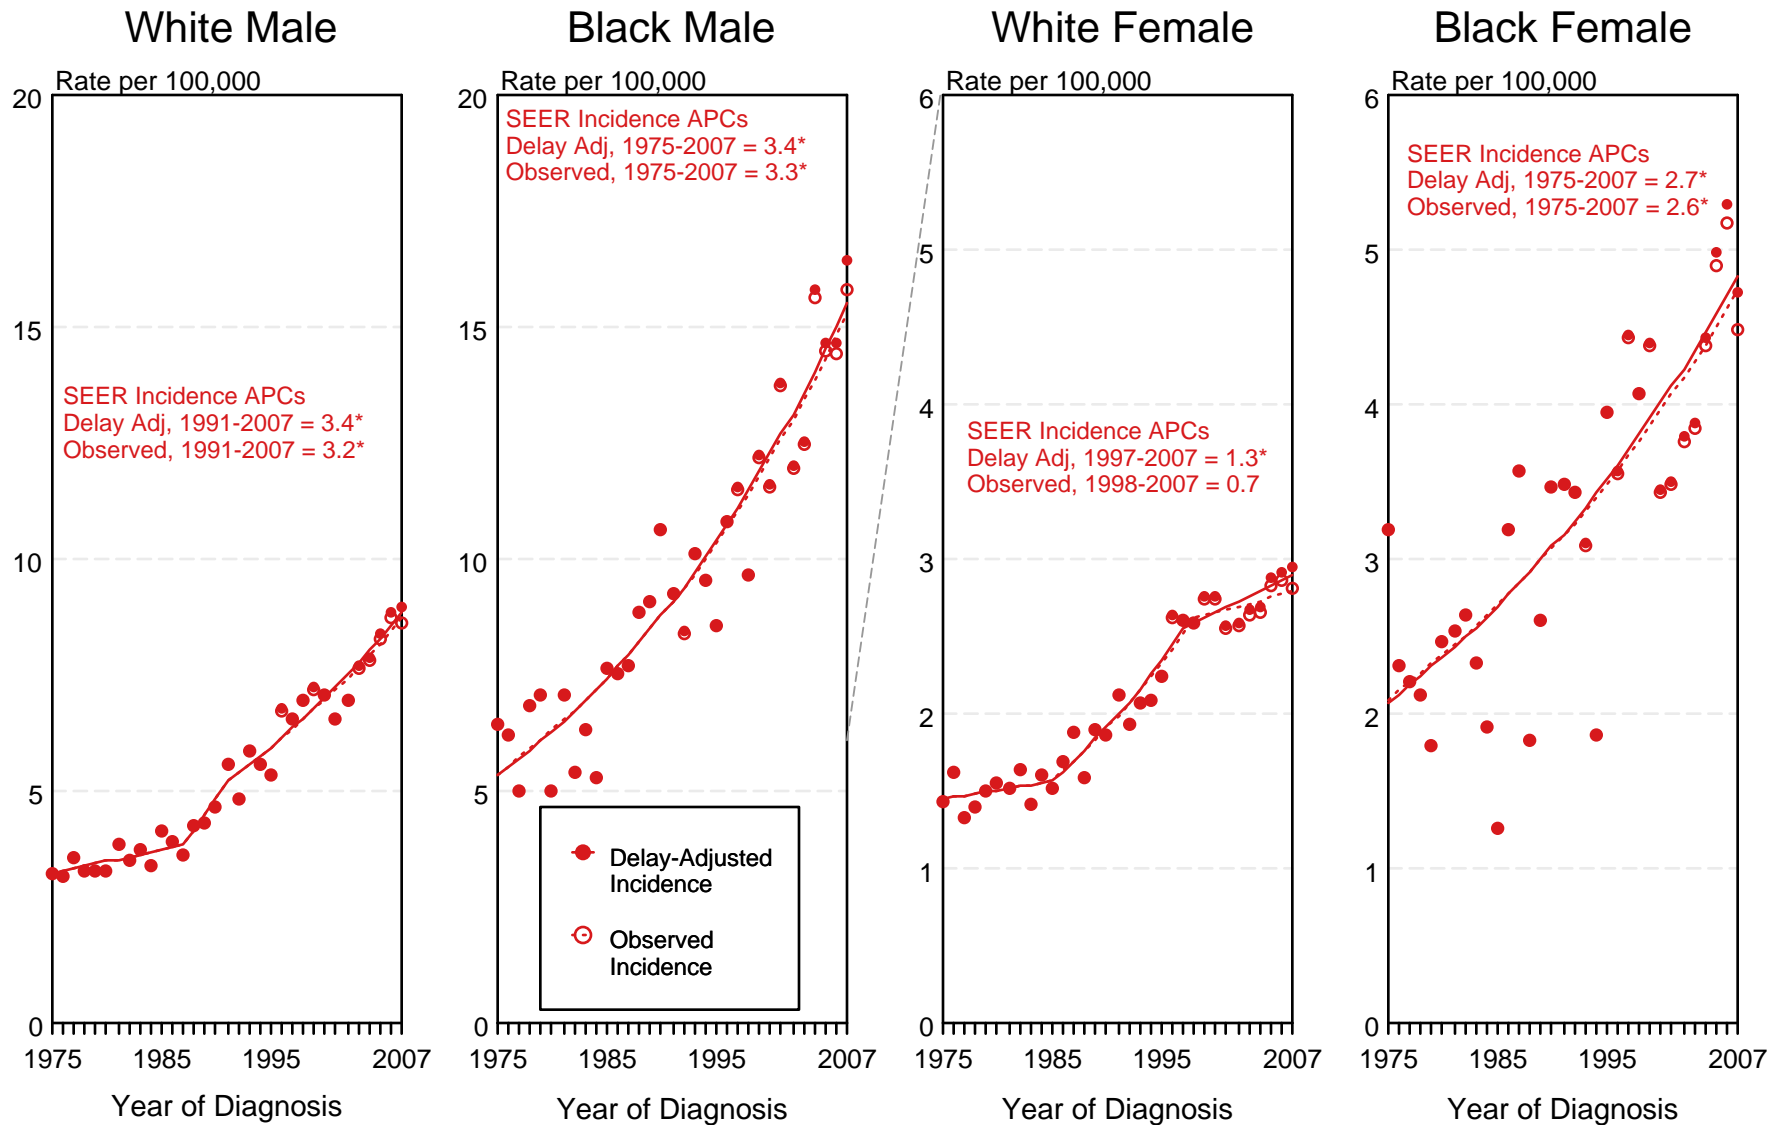 White Male
Rate per 100,000
20
15
10
5
0
SEER Incidence APCs
Delay Adj, 1991-2007 = 3.4*
Observed, 1991-2007 = 3.2*
1975
1985
1995
2007
Year of Diagnosis
Black Male
Rate per 100,000
20
15
10
5
0
SEER Incidence APCs
Delay Adj, 1975-2007 = 3.4*
Observed, 1975-2007 = 3.3*
Delay-Adjusted
Incidence
Observed
Incidence
1975
1985
1995
2007
Year of Diagnosis
White Female
Rate per 100,000
6
5
4
3
2
1
0
SEER Incidence APCs
Delay Adj, 1997-2007 = 1.3*
Observed, 1998-2007 = 0.7
1975
1985
1995
2007
Year of Diagnosis
Black Female
Rate per 100,000
6
5
4
3
2
1
0
SEER Incidence APCs
Delay Adj, 1975-2007 = 2.7*
Observed, 1975-2007 = 2.6*
1975
1985
1995
2007
Year of Diagnosis